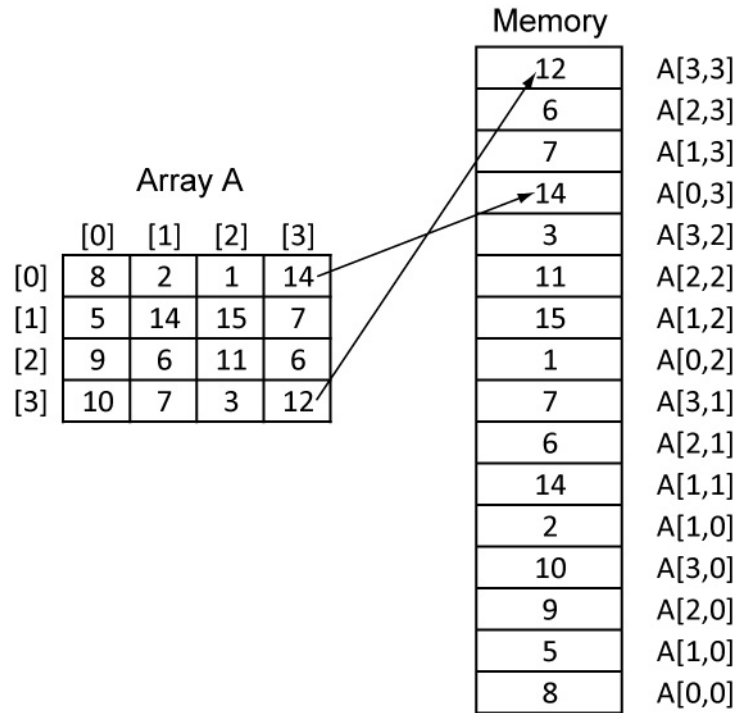 Memory
12 A[3,3]
6 A[2,3]
7 A[1,3]
Array A
14 A[0,3]
[0] [1] [2] [3]
3 A[3,2]
[0] 8 2 1 14
11 A[2,2]
[1] 5 14 15 7
15 A[1,2]
[2] 9 6 11 6
1 A[0,2]
[3] 10 7 3 12
7 A[3,1]
6 A[2,1]
14 A[1,1]
2 A[1,0]
10 A[3,0]
9 A[2,0]
5 A[1,0]
8 A[0,0]